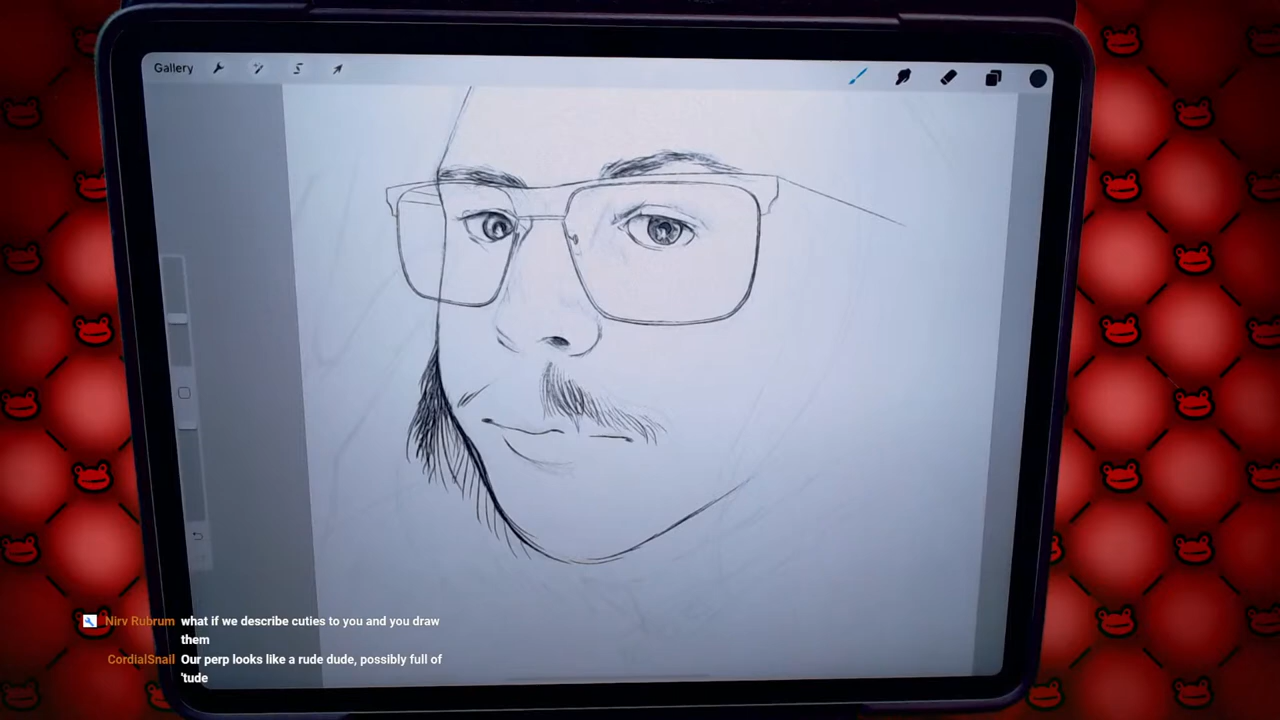 Gallery
Nirv Rubrum what if we describe cuties to you and you draw
them
CordialSnail Our perp looks like a rude dude, possibly full of
'tude